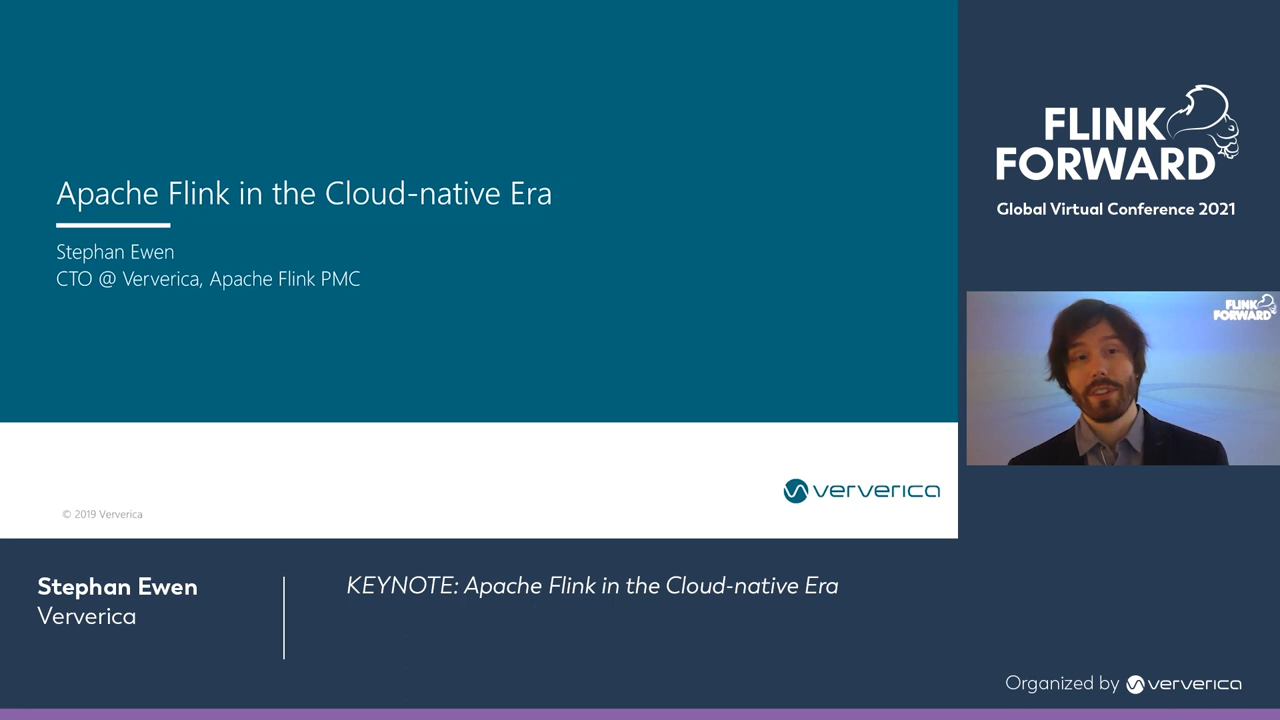 Apache Flink in the Cloud-native Era
Stephan Ewen
CTO @ Ververica, Apache Flink PMC
ververica
© 2019 Ververica
FLINK
FORWARD
Global Virtual Conference 2021
FLINK
FORWARD
Stephan Ewen
Ververica
KEYNOTE: Apache Flink in the Cloud-native Era
Organized by ververica